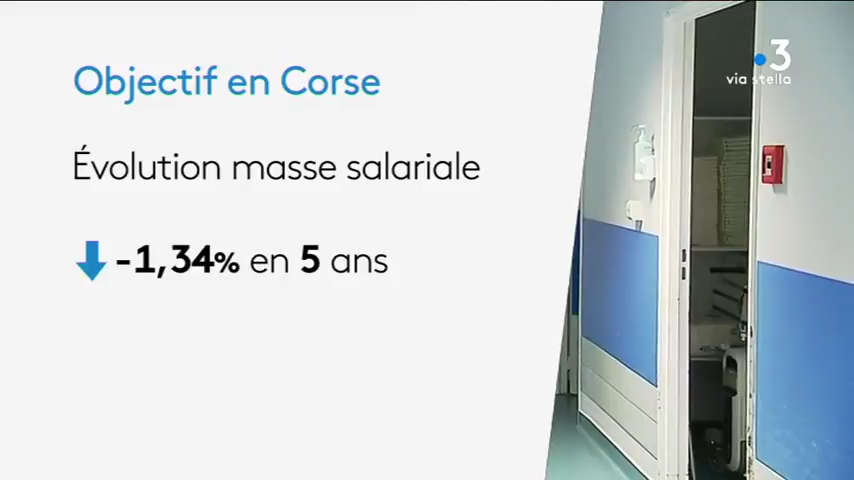 Objectif en Corse
3
via stella
Évolution masse salariale
-1,34% en 5 ans